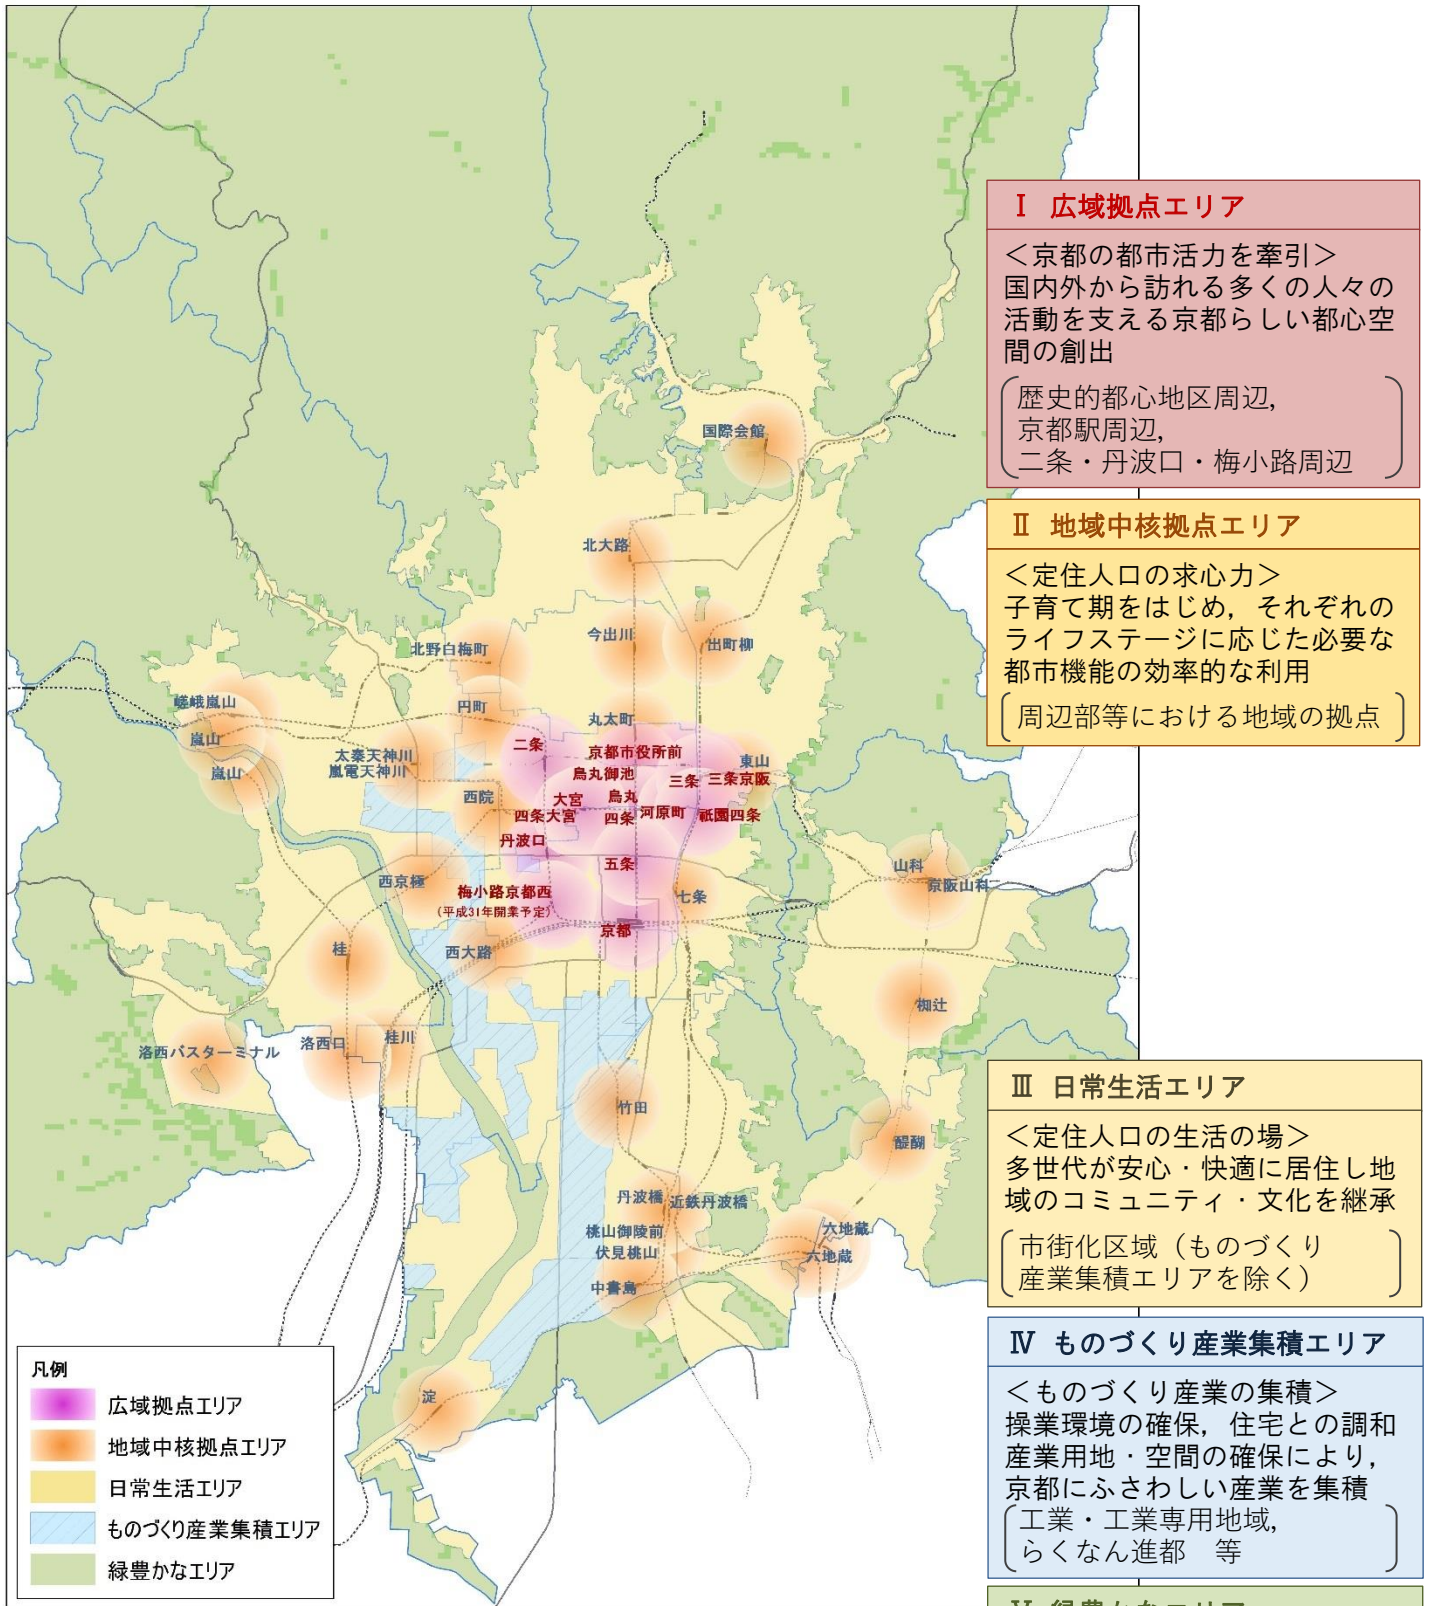 国際会館
北大路
今出川
出町柳
北野白梅町
円町
丸太町
嵯峨嵐山
嵐山
嵐山
太秦天神川
嵐電天神川
二条
京都市役所前
東山
烏丸御池
三条
三条京阪
西院
大宮
烏丸
四条大宮
四条
河原町
祇園四条
丹波口
五条
山科
京阪山科
西京極
梅小路京都西
(平成31年開業予定)
七条
京都
桂
西大路
椥辻
洛西バスターミナル
洛西口
桂川
竹田
醍醐
丹波橋
近鉄丹波橋
桃山御陵前
伏見桃山
六地蔵
六地蔵
中書島
淀
凡例
広域拠点エリア
地域中核拠点エリア
日常生活エリア
ものづくり産業集積エリア
緑豊かなエリア
Ⅰ 広域拠点エリア
＜京都の都市活力を牽引＞
国内外から訪れる多くの人々の
活動を支える京都らしい都心空
間の創出
歴史的都心地区周辺,
京都駅周辺,
二条・丹波口・梅小路周辺
Ⅱ 地域中核拠点エリア
＜定住人口の求心力＞
子育て期をはじめ，それぞれの
ライフステージに応じた必要な
都市機能の効率的な利用
周辺部等における地域の拠点
Ⅲ 日常生活エリア
＜定住人口の生活の場＞
多世代が安心・快適に居住し地
域のコミュニティ・文化を継承
市街化区域（ものづくり
産業集積エリアを除く）
Ⅳ ものづくり産業集積エリア
＜ものづくり産業の集積＞
操業環境の確保，住宅との調和
産業用地・空間の確保により，
京都にふさわしい産業を集積
工業・工業専用地域,
らくなん進都　等
Ⅴ 緑豊かなエリア